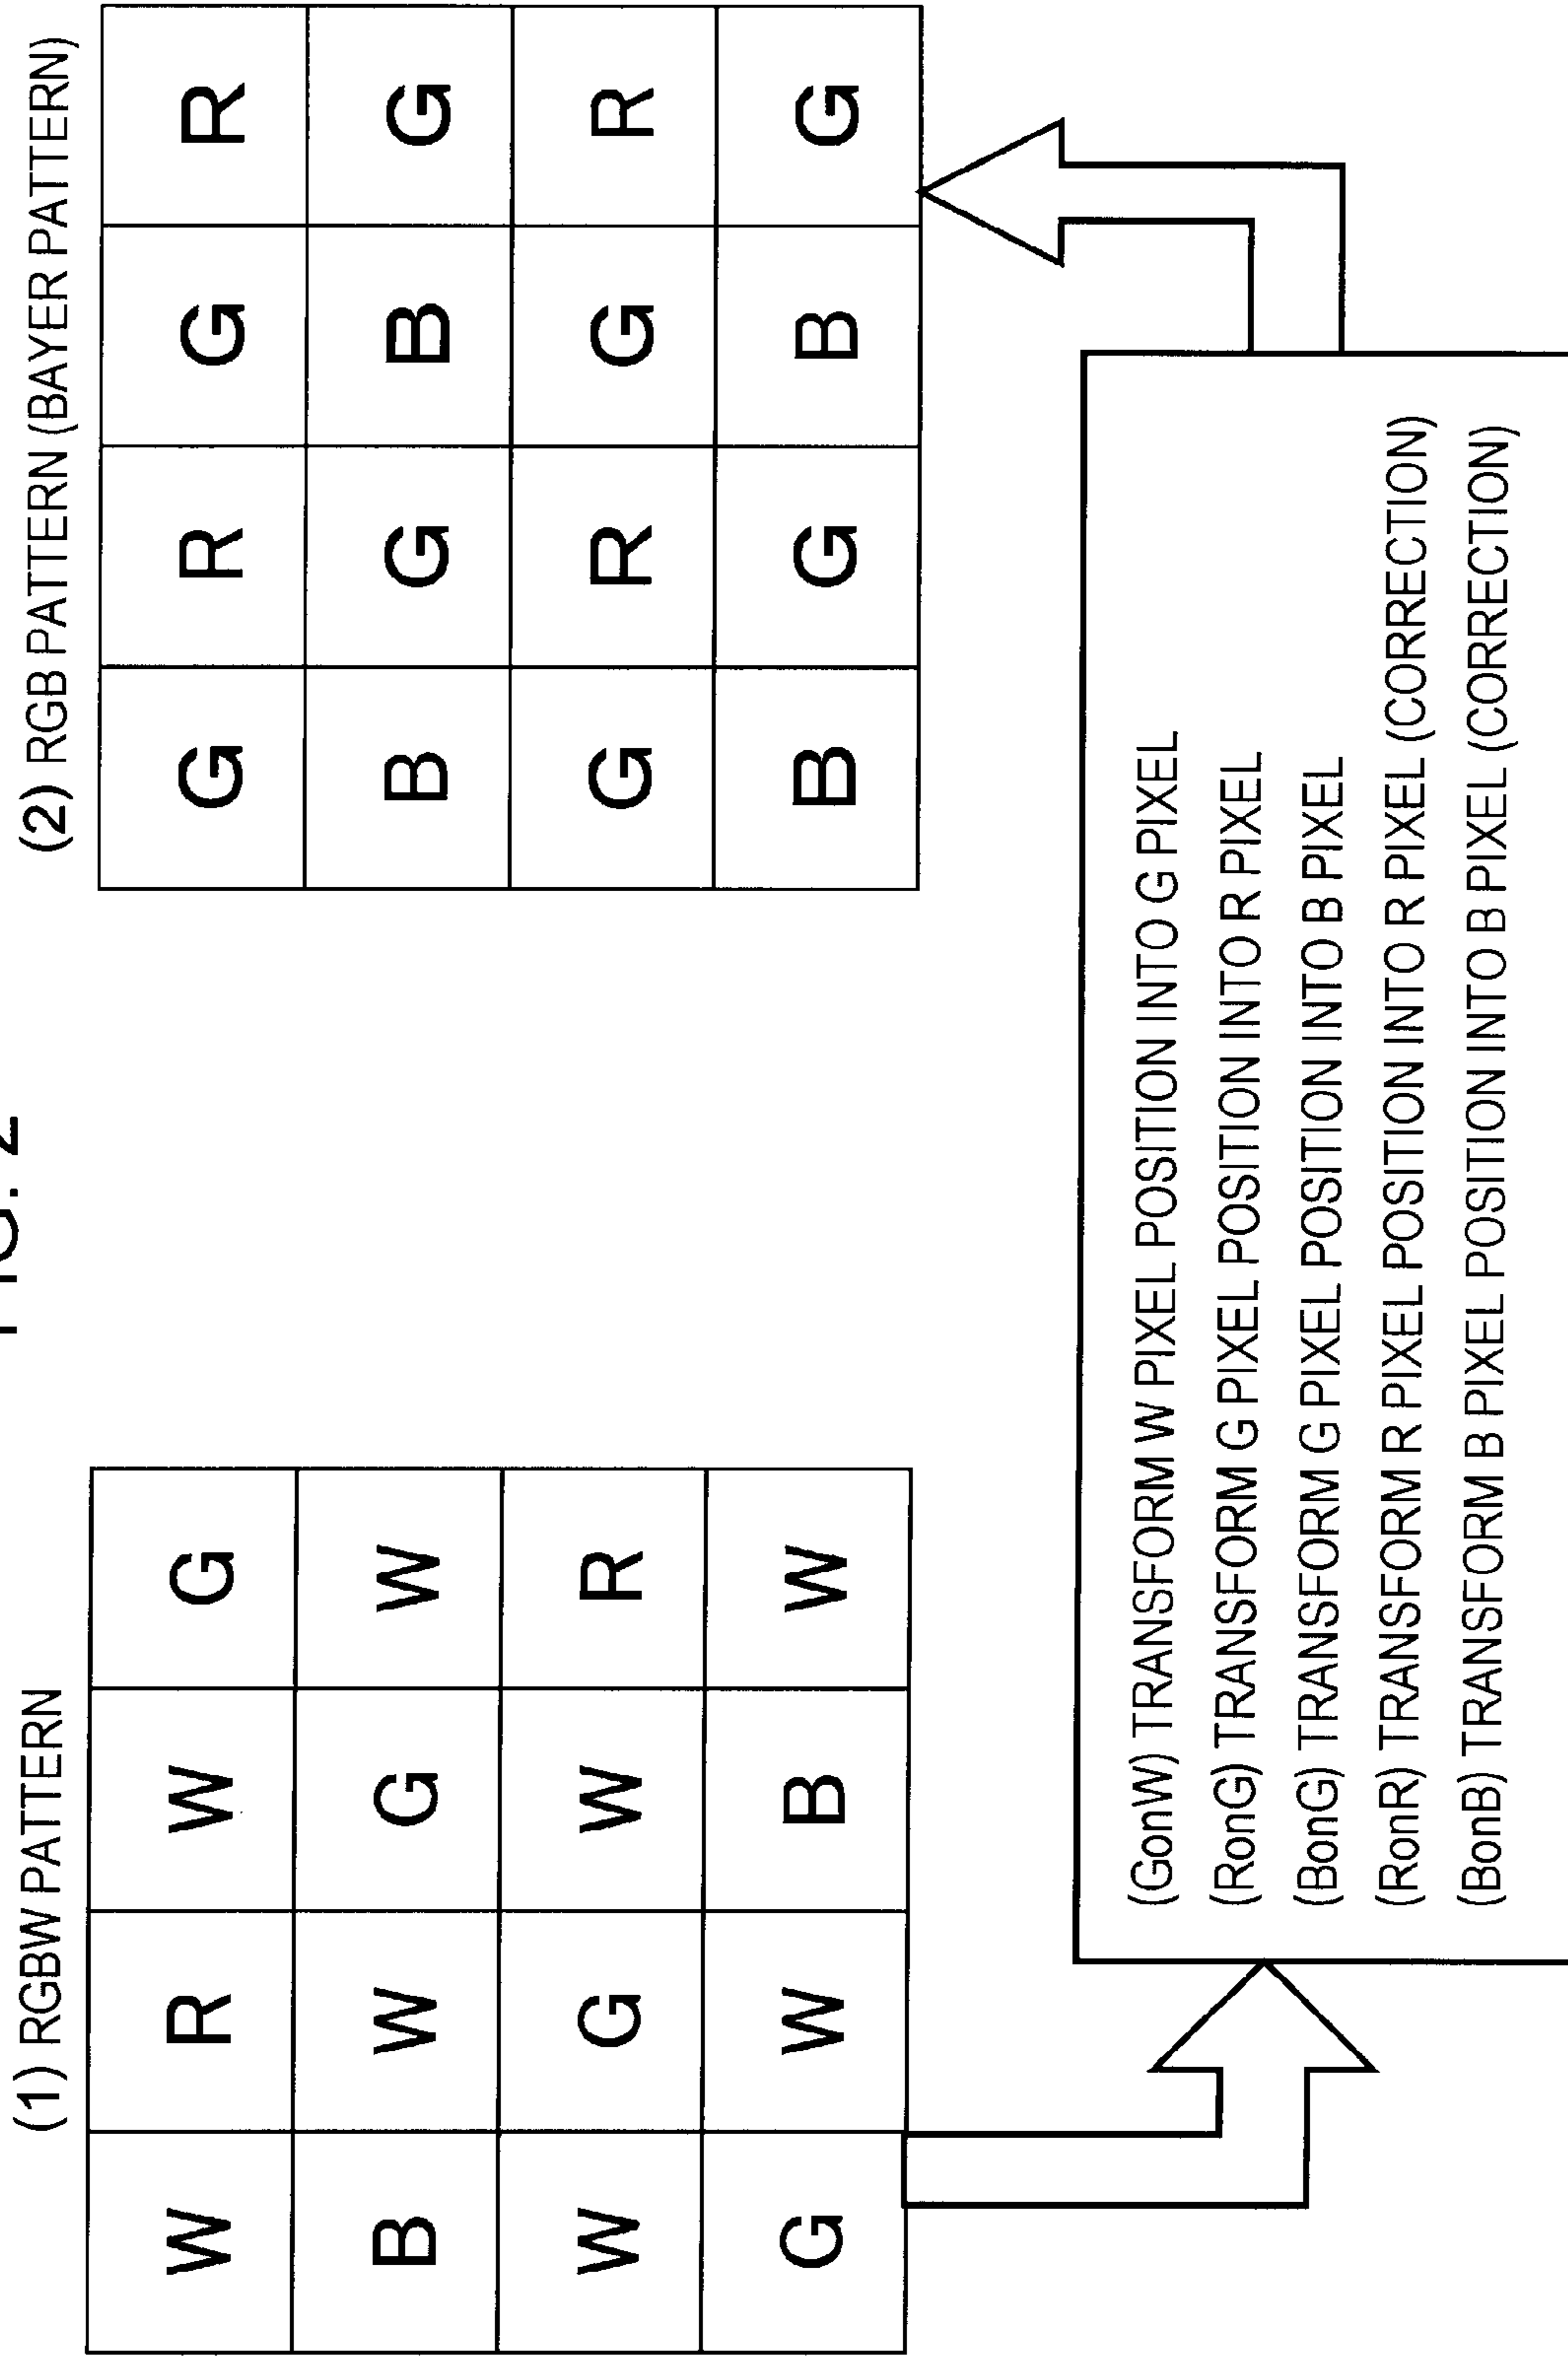 FIG. 2
(1) RGBW PATTERN
W R W G
B W G W
W G W R
G W B W
(2) RGB PATTERN (BAYER PATTERN)
G R G R
B G B G
G R G R
B G B G
(GonW) TRANSFORM W PIXEL POSITION INTO G PIXEL
(RonG) TRANSFORM G PIXEL POSITION INTO R PIXEL
(BonG) TRANSFORM G PIXEL POSITION INTO B PIXEL
(RonR) TRANSFORM R PIXEL POSITION INTO R PIXEL (CORRECTION)
(BonB) TRANSFORM B PIXEL POSITION INTO B PIXEL (CORRECTION)